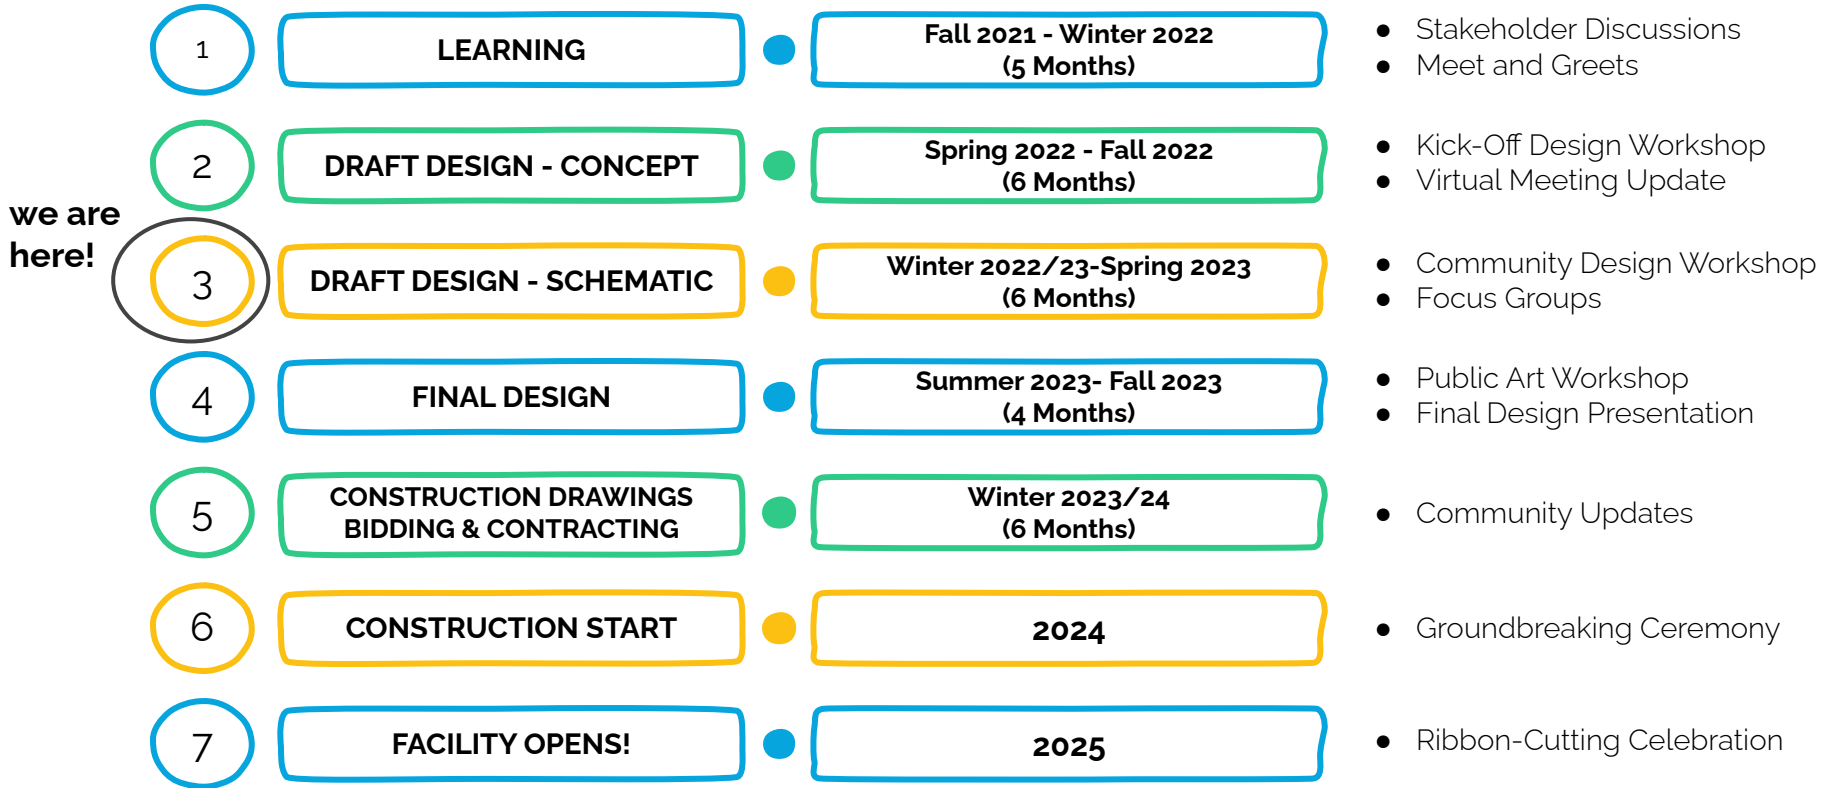 1
LEARNING
Fall 2021 - Winter 2022
(5 Months)
● Stakeholder Discussions
● Meet and Greets
2
DRAFT DESIGN - CONCEPT
Spring 2022 - Fall 2022
(6 Months)
● Kick-Off Design Workshop
● Virtual Meeting Update
we are
here!
3
DRAFT DESIGN - SCHEMATIC
Winter 2022/23-Spring 2023
(6 Months)
● Community Design Workshop
● Focus Groups
4
FINAL DESIGN
Summer 2023- Fall 2023
(4 Months)
● Public Art Workshop
● Final Design Presentation
5
CONSTRUCTION DRAWINGS
BIDDING & CONTRACTING
Winter 2023/24
(6 Months)
● Community Updates
6
CONSTRUCTION START
2024
● Groundbreaking Ceremony
7
FACILITY OPENS!
2025
● Ribbon-Cutting Celebration